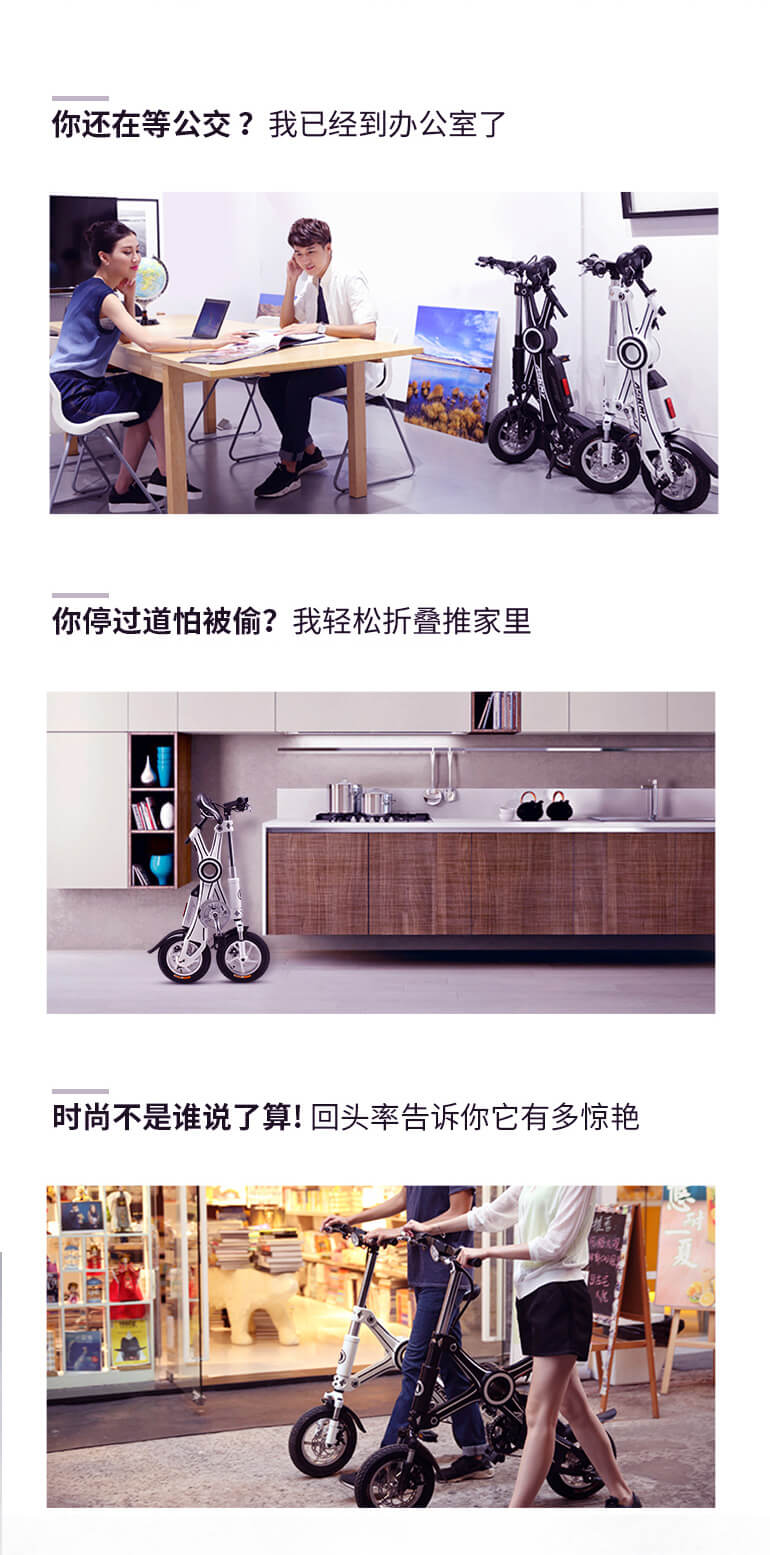 你还在等公交？我已经到办公室了
你停过道怕被偷？我轻松折叠推家里
时尚不是谁说了算！回头率告诉你它有多惊艳